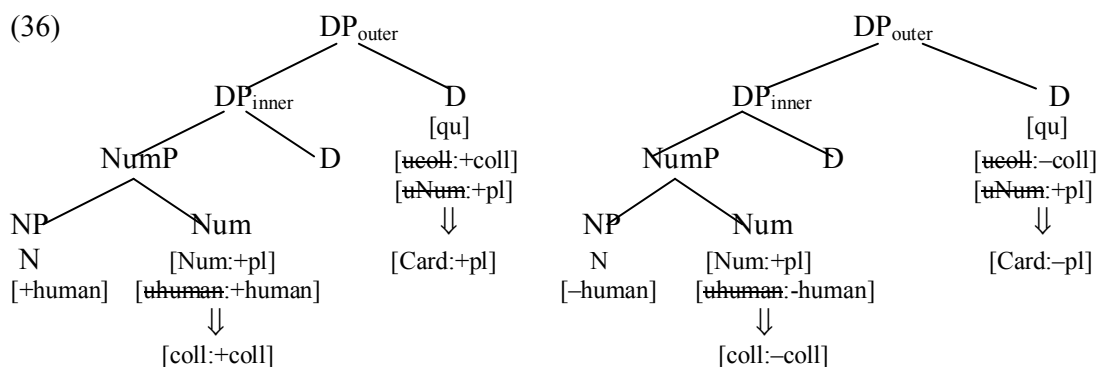 (36) DPouter DPouter
DPinner D DPinner D
[qu] [qu]
NumP D [ucoll:+coll] NumP D [ucoll:–coll]
[uNum:+pl] [uNum:+pl]
NP Num ⇓ NP Num ⇓
N [Num:+pl] [Card:+pl] N [Num:+pl] [Card:–pl]
[+human] [uhuman:+human] [–human] [uhuman:-human]
⇓ ⇓
[coll:+coll] [coll:–coll]